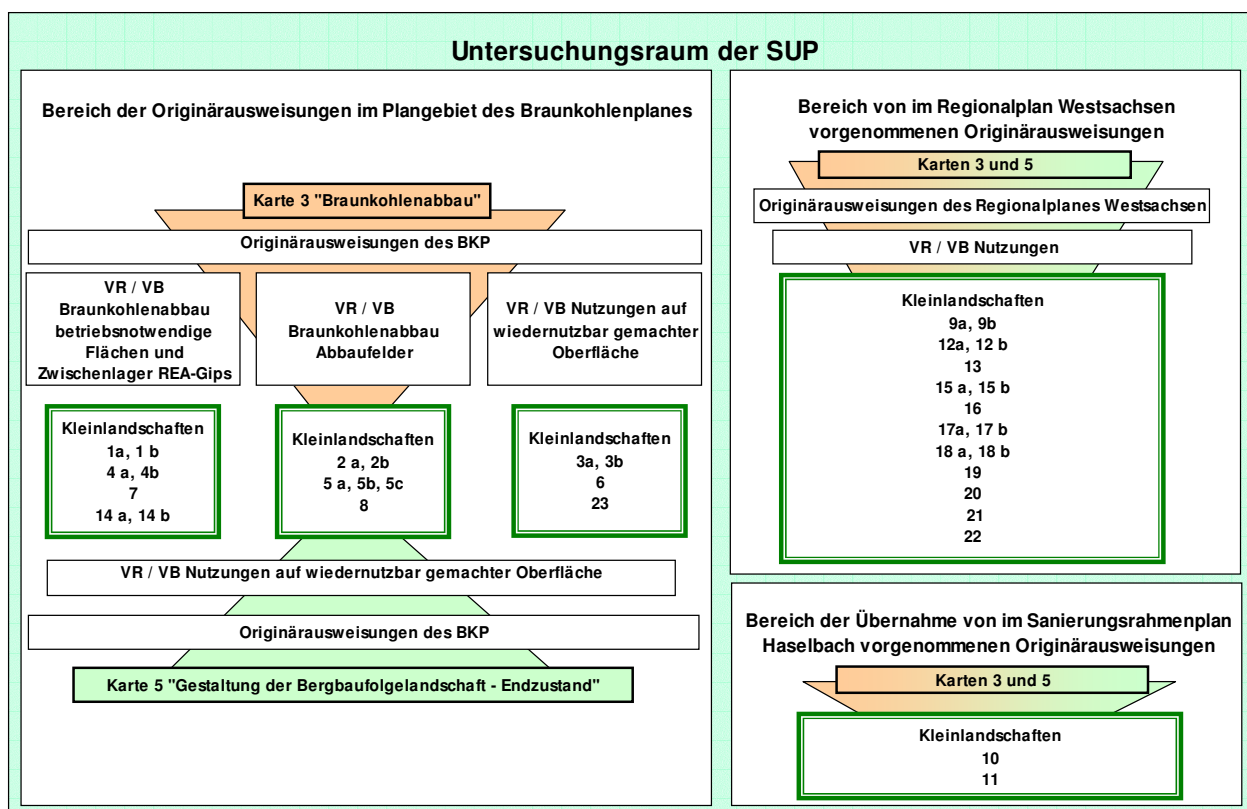 Untersuchungsraum der SUP
Bereich der Originärausweisungen im Plangebiet des Braunkohlenplanes
Karte 3 "Braunkohlenabbau"
Originärausweisungen des BKP
VR / VB
Braunkohlenabbau
betriebsnotwendige
Flächen und
Zwischenlager REA-Gips
VR / VB
Braunkohlenabbau
Abbaufelder
VR / VB Nutzungen auf
wiedernutzbar gemachter
Oberfläche
Kleinlandschaften
1a, 1 b
4 a, 4b
7
14 a, 14 b
Kleinlandschaften
2 a, 2b
5 a, 5b, 5c
8
Kleinlandschaften
3a, 3b
6
23
VR / VB Nutzungen auf wiedernutzbar gemachter Oberfläche
Originärausweisungen des BKP
Karte 5 "Gestaltung der Bergbaufolgelandschaft - Endzustand"
Bereich von im Regionalplan Westsachsen
vorgenommenen Originärausweisungen
Karten 3 und 5
Originärausweisungen des Regionalplanes Westsachsen
VR / VB Nutzungen
Kleinlandschaften
9a, 9b
12a, 12 b
13
15 a, 15 b
16
17a, 17 b
18 a, 18 b
19
20
21
22
Bereich der Übernahme von im Sanierungsrahmenplan
Haselbach vorgenommenen Originärausweisungen
Karten 3 und 5
Kleinlandschaften
10
11